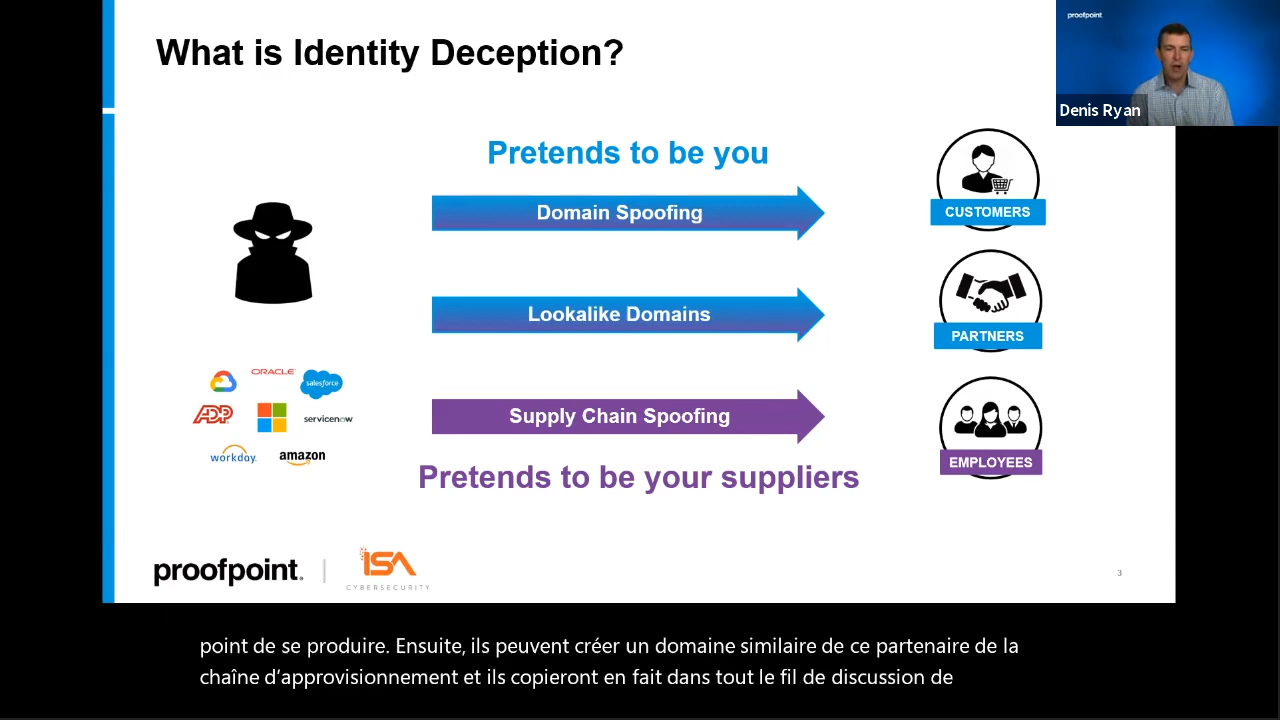 What is Identity Deception?
proofpoint
Denis Ryan
Pretends to be you
Domain Spoofing
CUSTOMERS
Lookalike Domains
PARTNERS
ORACLE
salesforce
ADP
servicenow
workday.
amazon
Supply Chain Spoofing
EMPLOYEES
Pretends to be your suppliers
proofpoint.
ISA
CYBERSECURITY
3
point de se produire. Ensuite, ils peuvent créer un domaine similaire de ce partenaire de la
chaîne d’approvisionnement et ils copieront en fait dans tout le fil de discussion de